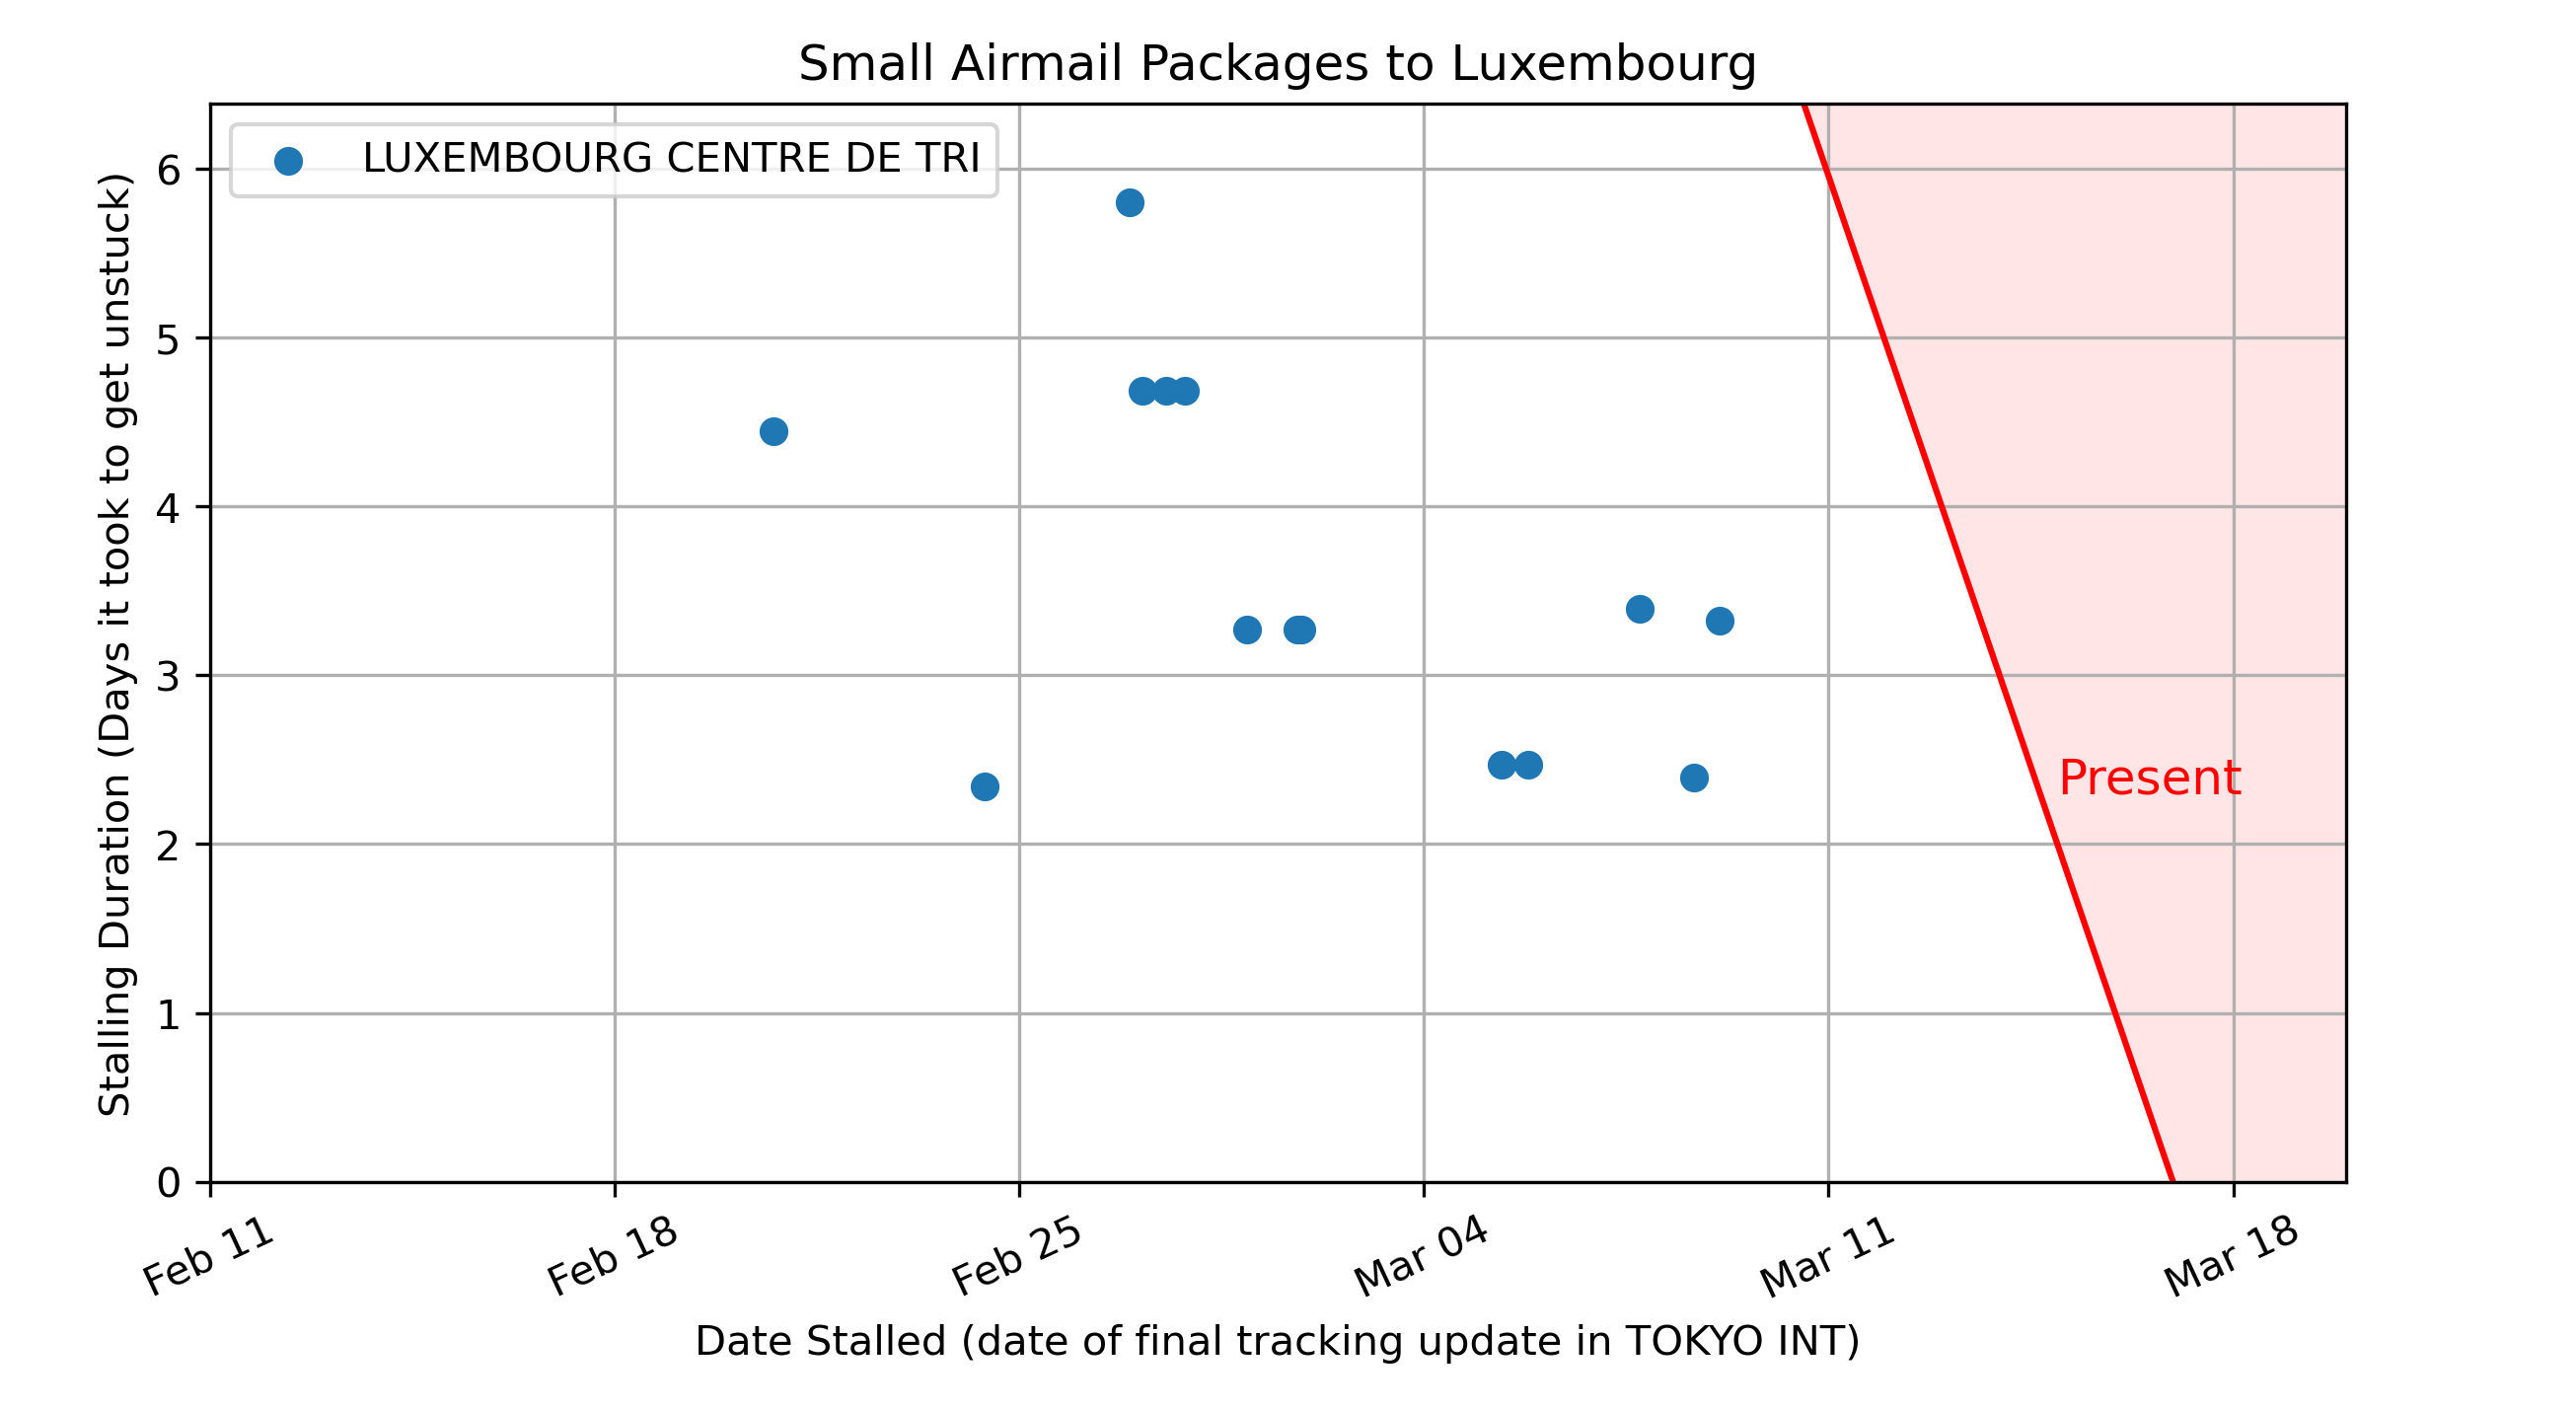 Small Airmail Packages to Luxembourg
LUXEMBOURG CENTRE DE TRI
Stalling Duration (Days it took to get unstuck)
6
5
4
3
2
1
0
Present
Feb 11
Feb 18
Feb 25
Mar 04
Mar 11
Mar 18
Date Stalled (date of final tracking update in TOKYO INT)